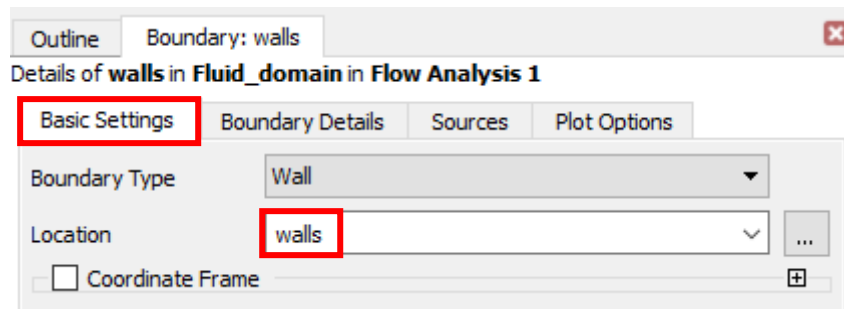 Outline Boundary: walls
Details of walls in Fluid_domain in Flow Analysis 1
Basic Settings Boundary Details Sources Plot Options
Boundary Type Wall
Location walls ...
Coordinate Frame